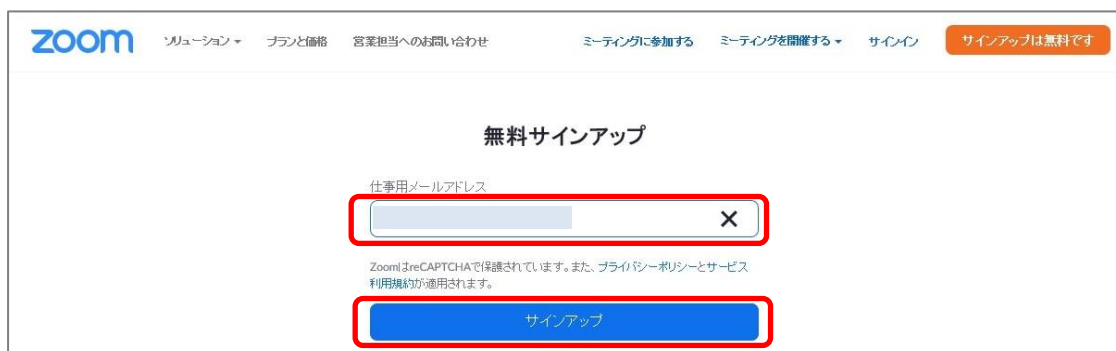 zoom ソリューション プランと価格 営業担当へのお問い合わせ ミーティングに参加する ミーティングを開催する サインイン サインアップは無料です
無料サインアップ
仕事用メールアドレス
ZoomはreCAPTCHAで保護されています。また、プライバシーポリシーとサービス
利用規約が適用されます。
サインアップ